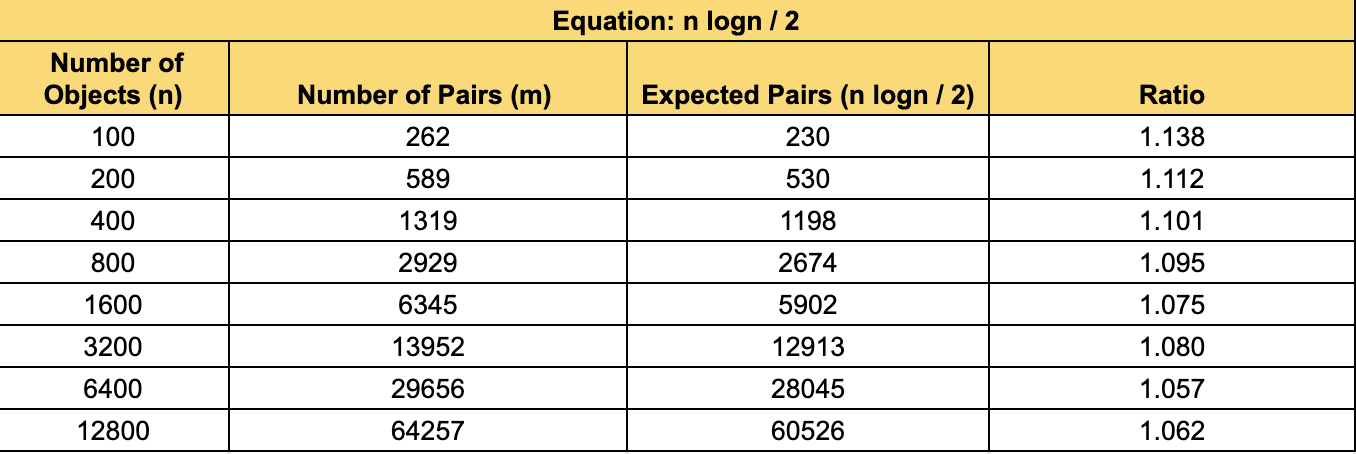 Equation: n logn / 2
Number of
Objects (n) Number of Pairs (m) Expected Pairs (n logn / 2) Ratio
100 262 230 1.138
200 589 530 1.112
400 1319 1198 1.101
800 2929 2674 1.095
1600 6345 5902 1.075
3200 13952 12913 1.080
6400 29656 28045 1.057
12800 64257 60526 1.062